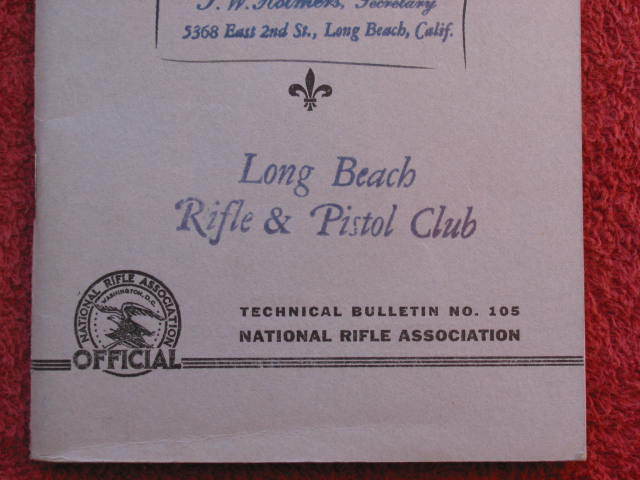 Secretary
5368 East 2nd St., Long Beach, Calif.
Long Beach
Rifle & Pistol Club
NATIONAL RIFLE ASSOCIATION
WASHINGTON, D.C.
OFFICIAL
TECHNICAL BULLETIN NO. 105
NATIONAL RIFLE ASSOCIATION